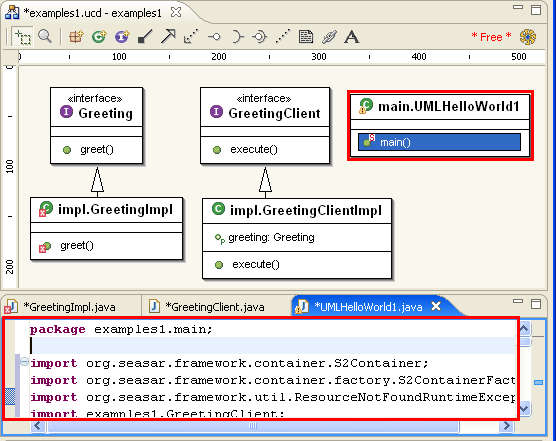 *examples1.ucd - examples1
* Free *
0 100 200 300 400 500
0
100
200
«interface»
I Greeting
greet()
«interface»
I GreetingClient
execute()
C main.UMLHelloWorld1
S main()
impl.GreetingImpl
greet()
C impl.GreetingClientImpl
P greeting: Greeting
execute()
*GreetingImpl.java
*GreetingClient.java
*UMLHelloWorld1.java
package examples1.main;
import org.seasar.framework.container.S2Container;
import org.seasar.framework.container.factory.S2ContainerFact
import org.seasar.framework.util.ResourceNotFoundRuntimeExcep
import examples1.GreetingClient;